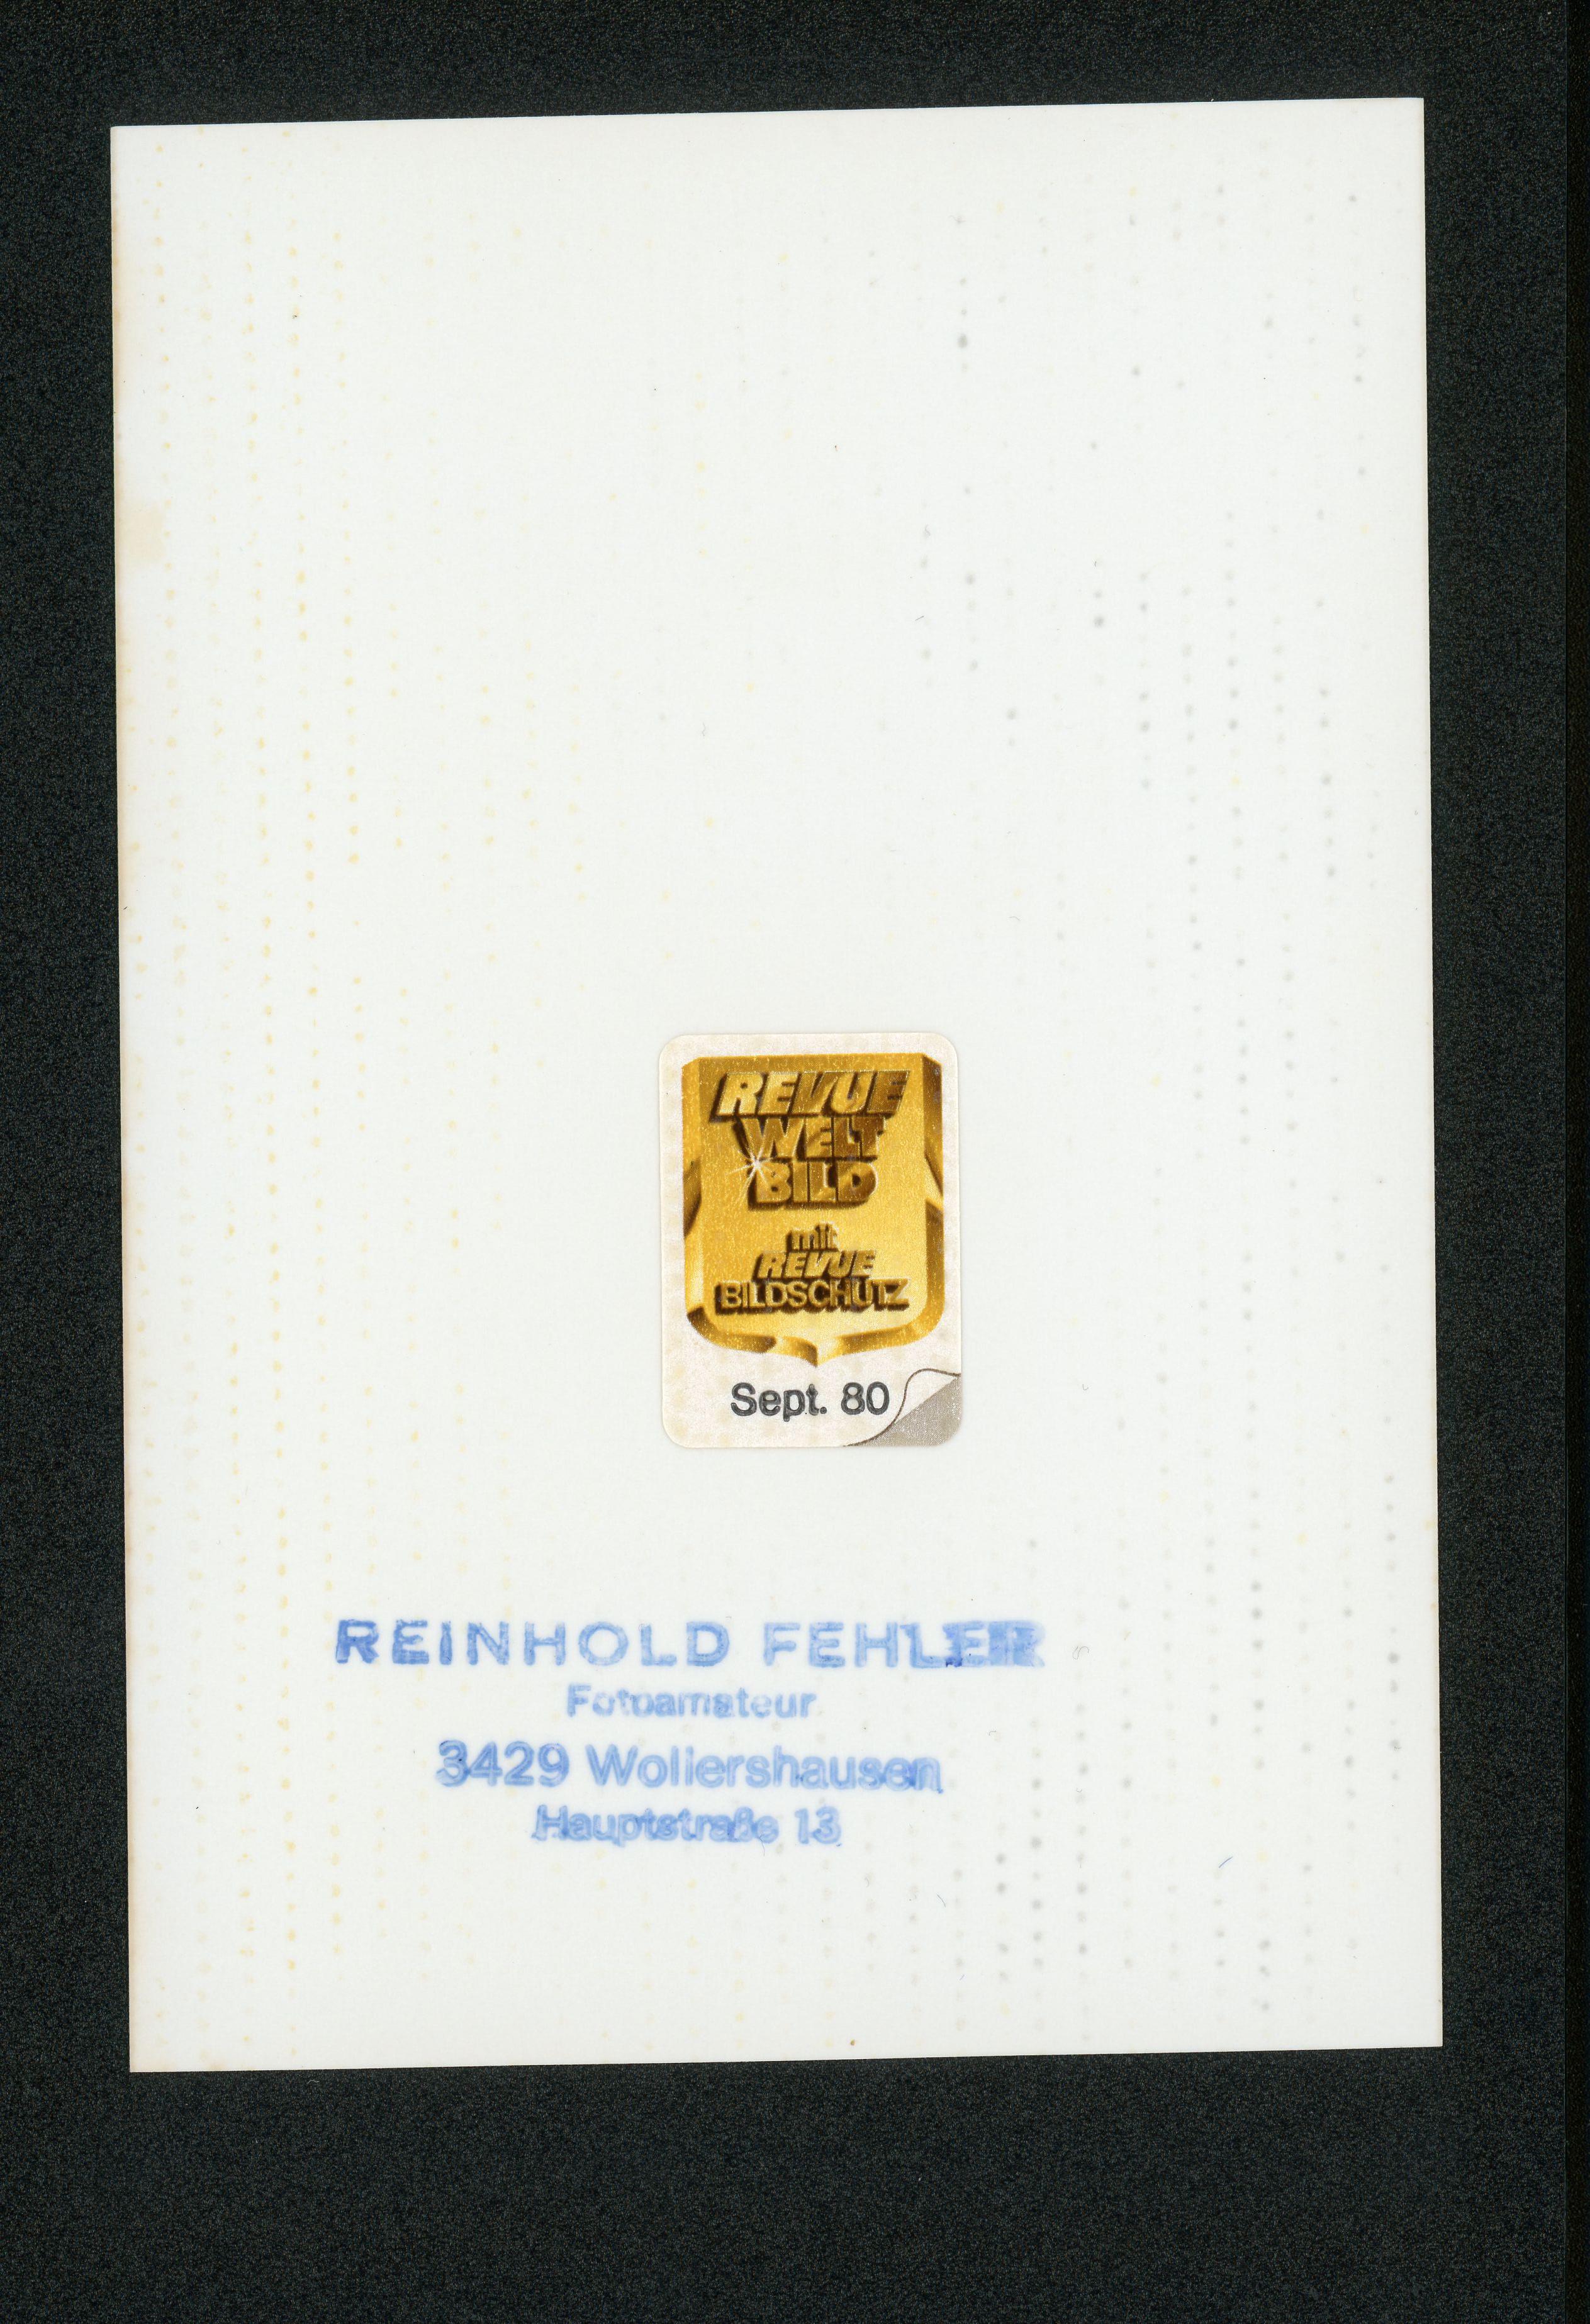 REVUE
WELT
BILD
mit
REVUE
BILDSCHUTZ
Sept. 80
REINHOLD FEHLER
Fotoamateur
3429 Wollershausen
Hauptstraße 13